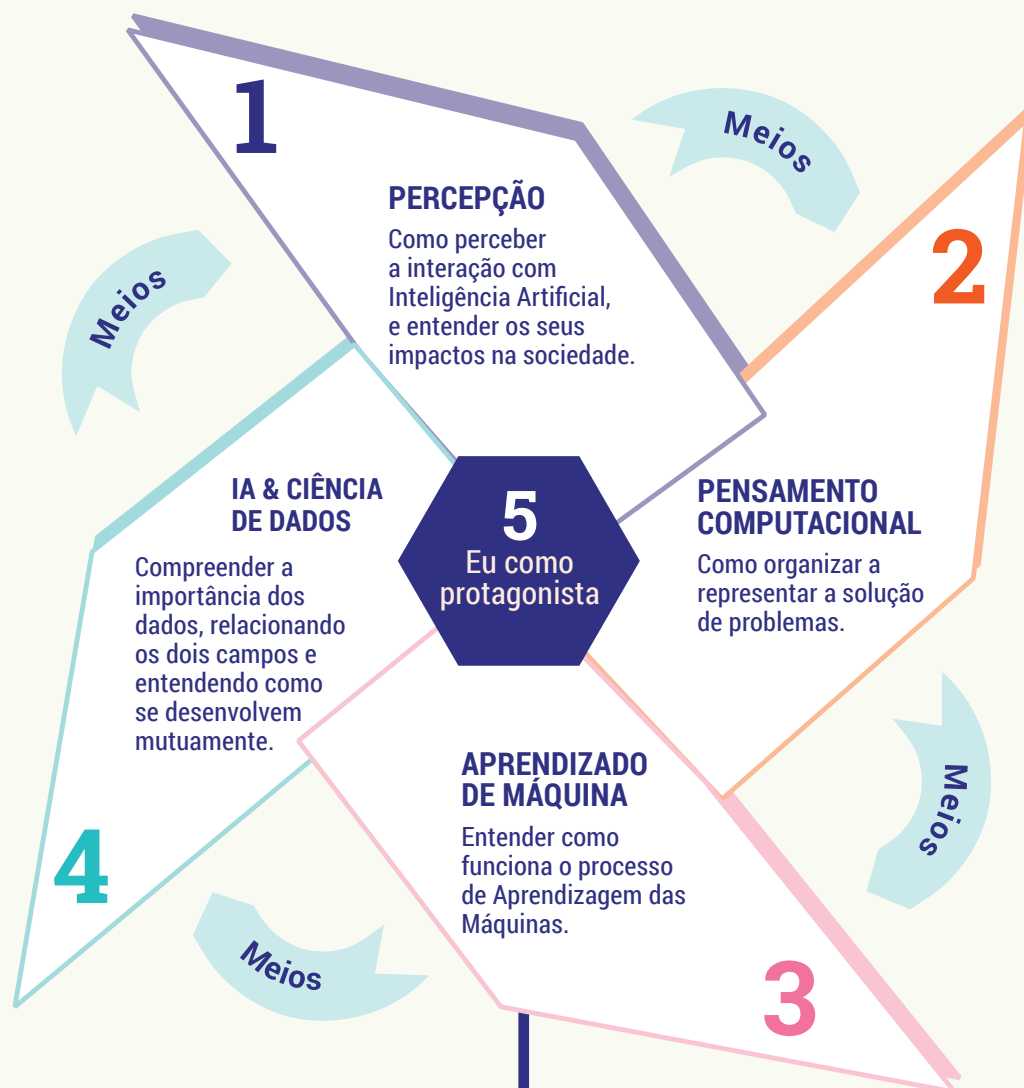 1
PERCEPÇÃO
Como perceber
a interação com
Inteligência Artificial,
e entender os seus
impactos na sociedade.
Meios
2
PENSAMENTO
COMPUTACIONAL
Como organizar a
representar a solução
de problemas.
Meios
3
APRENDIZADO
DE MÁQUINA
Entender como
funciona o processo
de Aprendizagem das
Máquinas.
Meios
4
IA & CIÊNCIA
DE DADOS
Compreender a
importância dos
dados, relacionando
os dois campos e
entendendo como
se desenvolvem
mutuamente.
Meios
5
Eu como
protagonista